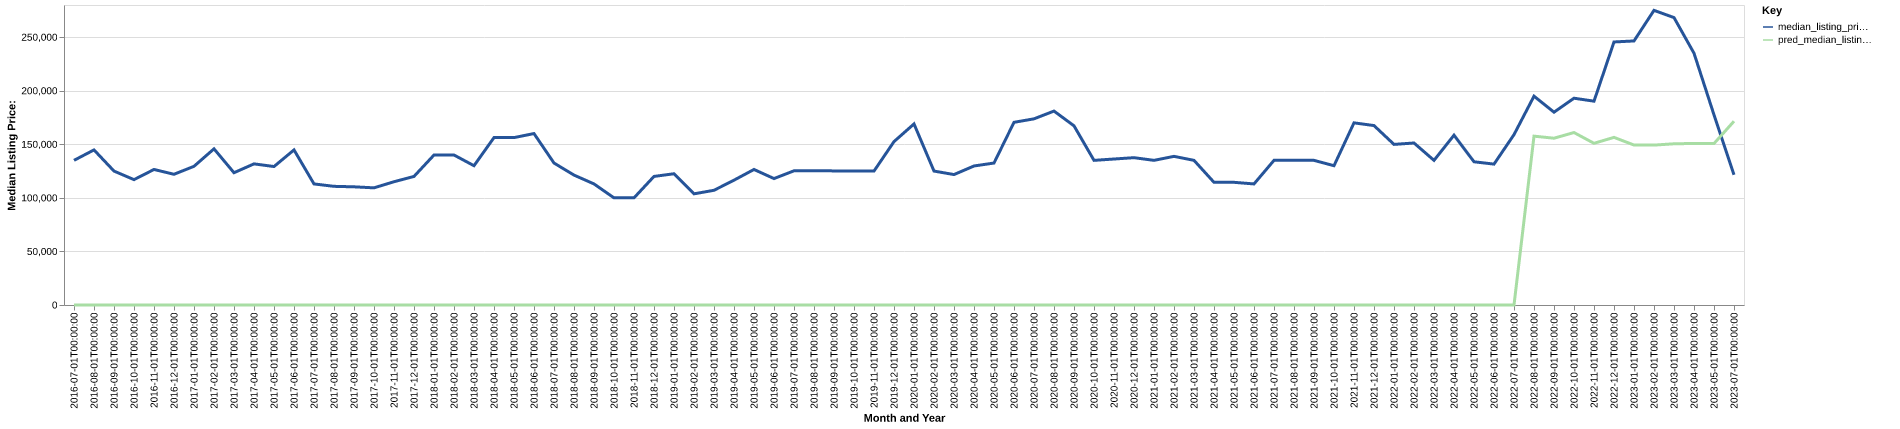 Median Listing Price:
250,000
200,000
150,000
100,000
50,000
0
2016-07-01T00:00:00
2016-08-01T00:00:00
2016-09-01T00:00:00
2016-10-01T00:00:00
2016-11-01T00:00:00
2016-12-01T00:00:00
2017-01-01T00:00:00
2017-02-01T00:00:00
2017-03-01T00:00:00
2017-04-01T00:00:00
2017-05-01T00:00:00
2017-06-01T00:00:00
2017-07-01T00:00:00
2017-08-01T00:00:00
2017-09-01T00:00:00
2017-10-01T00:00:00
2017-11-01T00:00:00
2017-12-01T00:00:00
2018-01-01T00:00:00
2018-02-01T00:00:00
2018-03-01T00:00:00
2018-04-01T00:00:00
2018-05-01T00:00:00
2018-06-01T00:00:00
2018-07-01T00:00:00
2018-08-01T00:00:00
2018-09-01T00:00:00
2018-10-01T00:00:00
2018-11-01T00:00:00
2018-12-01T00:00:00
2019-01-01T00:00:00
2019-02-01T00:00:00
2019-03-01T00:00:00
2019-04-01T00:00:00
2019-05-01T00:00:00
2019-06-01T00:00:00
2019-07-01T00:00:00
2019-08-01T00:00:00
2019-09-01T00:00:00
2019-10-01T00:00:00
2019-11-01T00:00:00
2019-12-01T00:00:00
2020-01-01T00:00:00
2020-02-01T00:00:00
2020-03-01T00:00:00
2020-04-01T00:00:00
2020-05-01T00:00:00
2020-06-01T00:00:00
2020-07-01T00:00:00
2020-08-01T00:00:00
2020-09-01T00:00:00
2020-10-01T00:00:00
2020-11-01T00:00:00
2020-12-01T00:00:00
2021-01-01T00:00:00
2021-02-01T00:00:00
2021-03-01T00:00:00
2021-04-01T00:00:00
2021-05-01T00:00:00
2021-06-01T00:00:00
2021-07-01T00:00:00
2021-08-01T00:00:00
2021-09-01T00:00:00
2021-10-01T00:00:00
2021-11-01T00:00:00
2021-12-01T00:00:00
2022-01-01T00:00:00
2022-02-01T00:00:00
2022-03-01T00:00:00
2022-04-01T00:00:00
2022-05-01T00:00:00
2022-06-01T00:00:00
2022-07-01T00:00:00
2022-08-01T00:00:00
2022-09-01T00:00:00
2022-10-01T00:00:00
2022-11-01T00:00:00
2022-12-01T00:00:00
2023-01-01T00:00:00
2023-02-01T00:00:00
2023-03-01T00:00:00
2023-04-01T00:00:00
2023-05-01T00:00:00
2023-07-01T00:00:00
Month and Year
Key
median_listing_pri...
pred_median_listin...